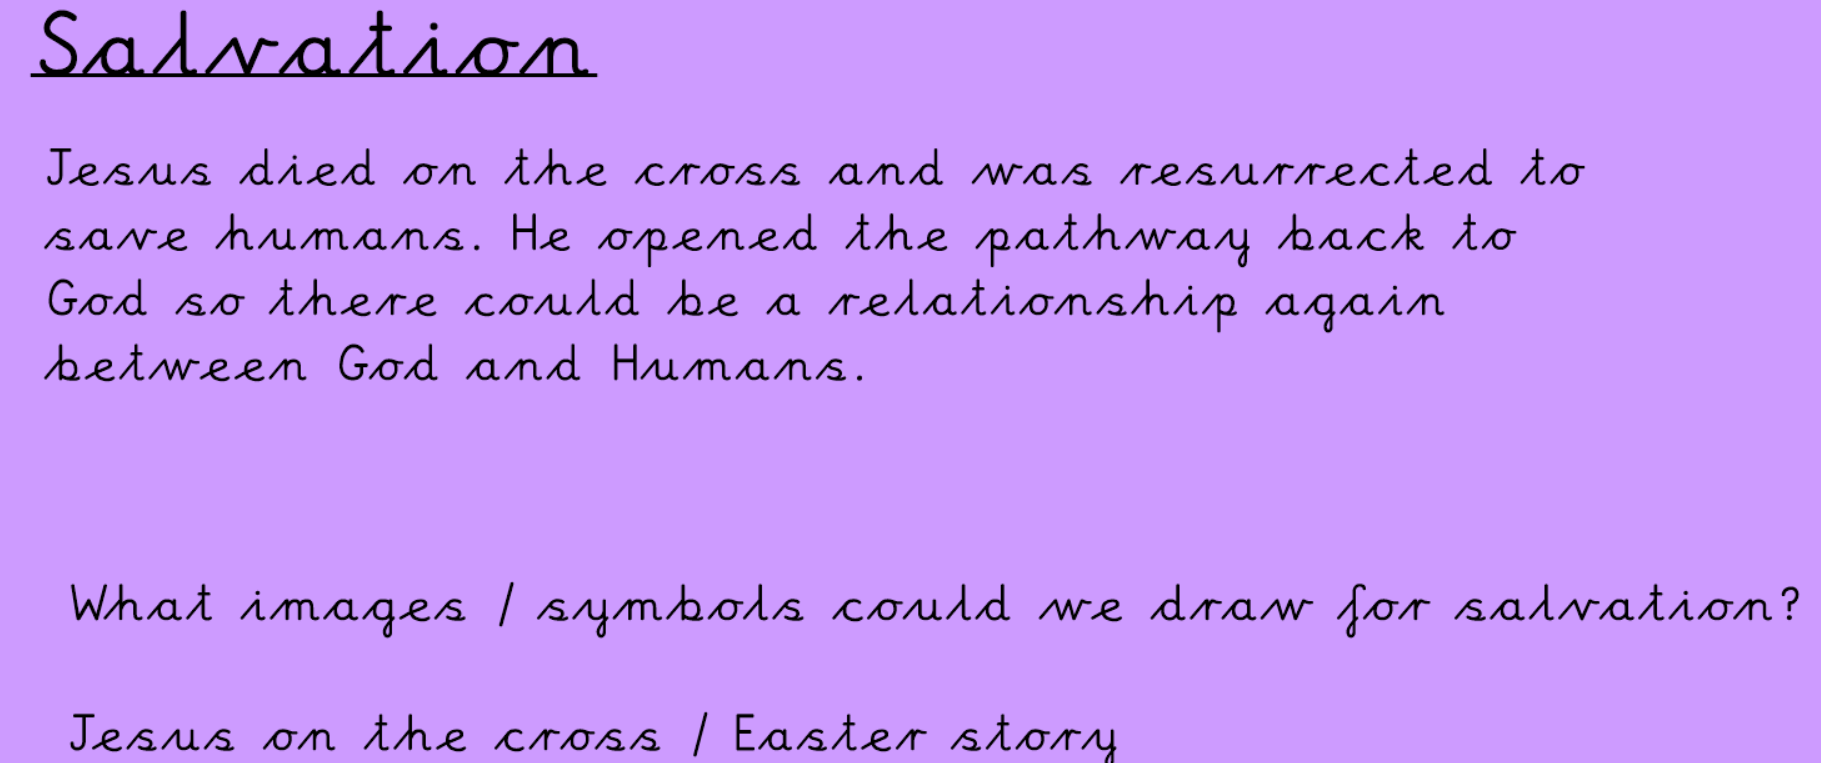 Salvation
Jesus died on the cross and was resurrected to
save humans. He opened the pathway back to
God so there could be a relationship again
between God and Humans.
What images / symbols could we draw for salvation?
Jesus on the cross / Easter story